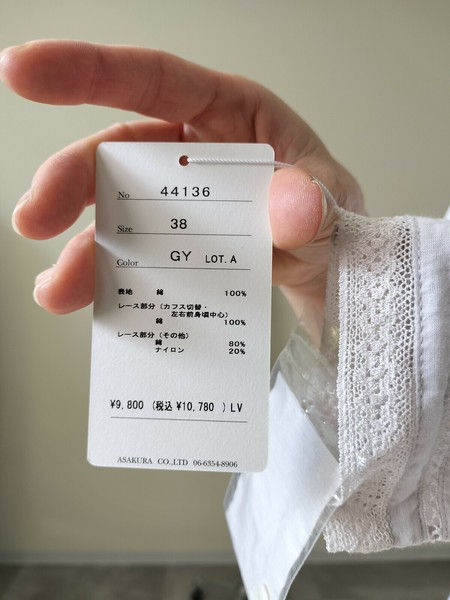 No 44136
Size 38
Color GY LOT.A
表地 綿 100%
レース部分(カフス切替・
左右前身頃中心)
綿 100%
レース部分(その他)
綿 80%
ナイロン 20%
¥9,800 (税込 ¥10,780 ) LV
ASAKURA CO.,LTD 06-6354-8906